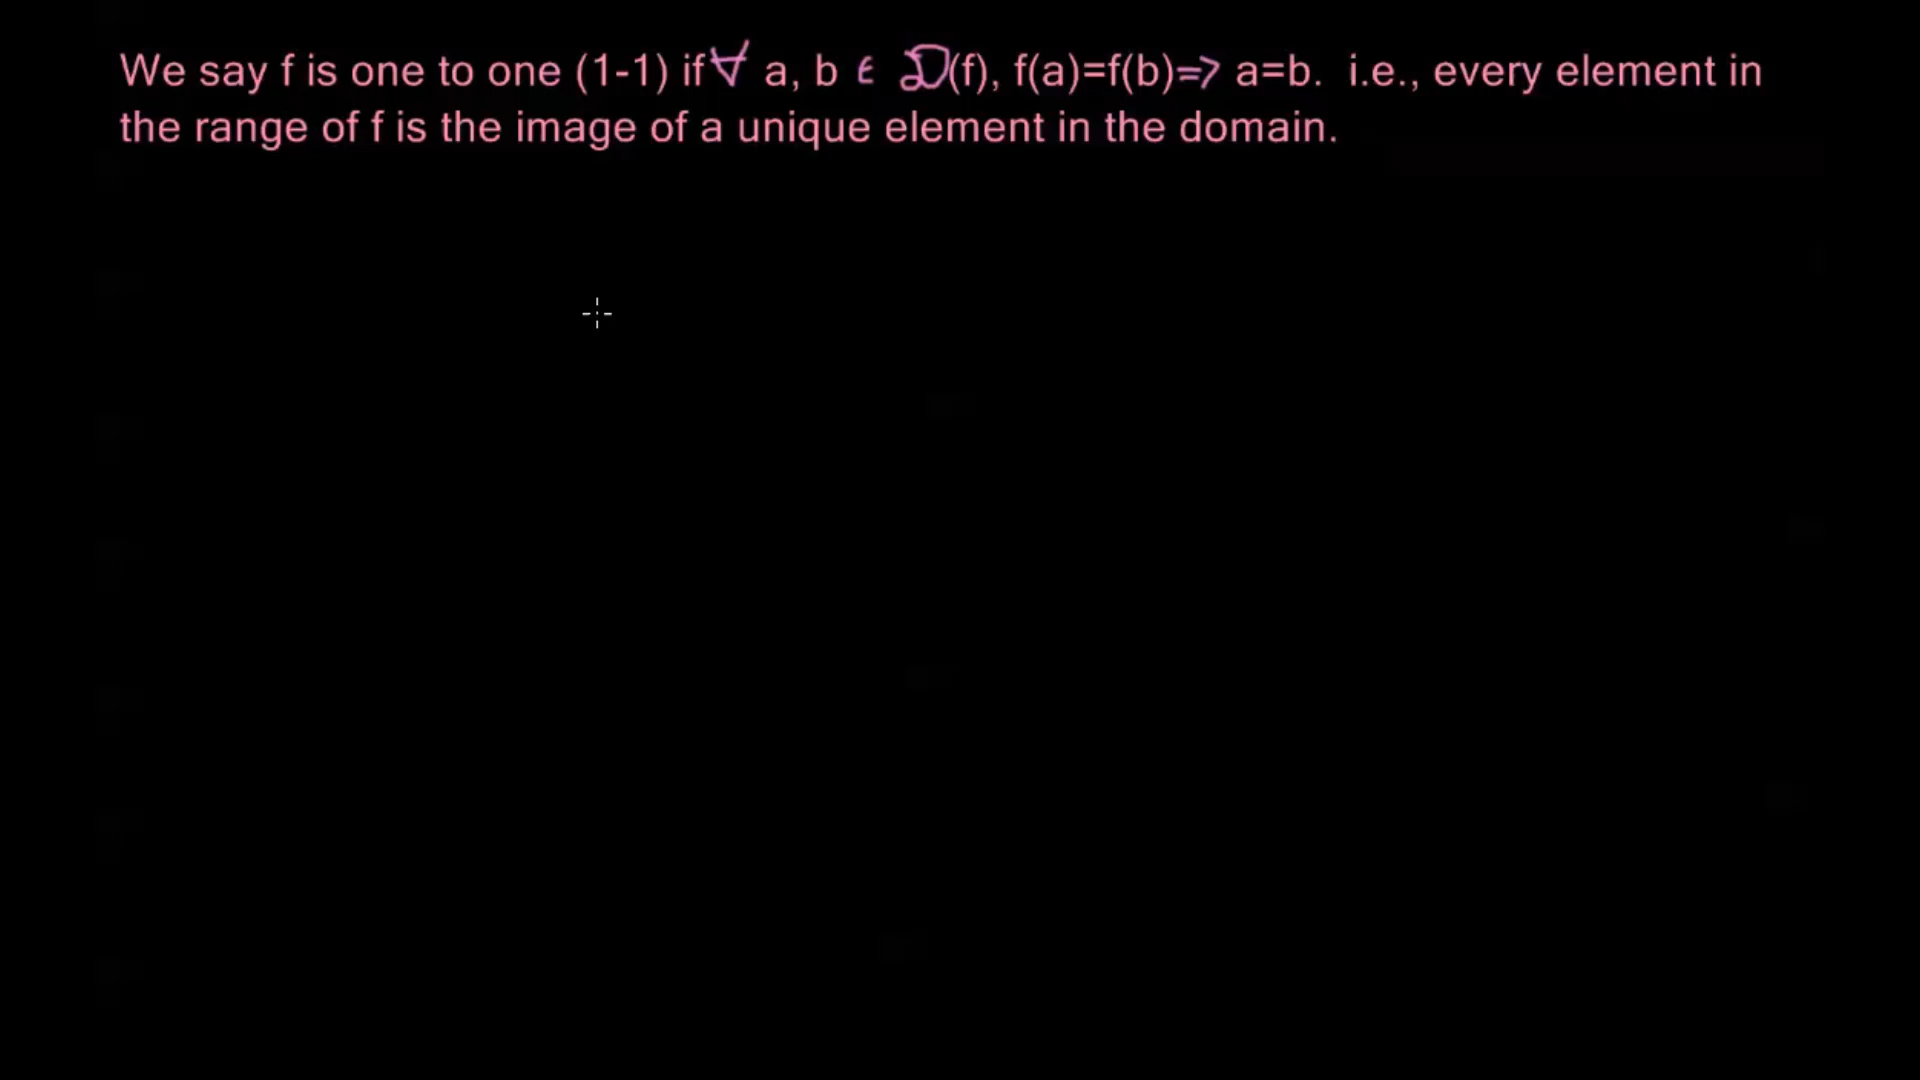 We say f is one to one (1-1) if ∀ a, b ∈ 𝒟(f), f(a)=f(b)=> a=b. i.e., every element in
the range of f is the image of a unique element in the domain.